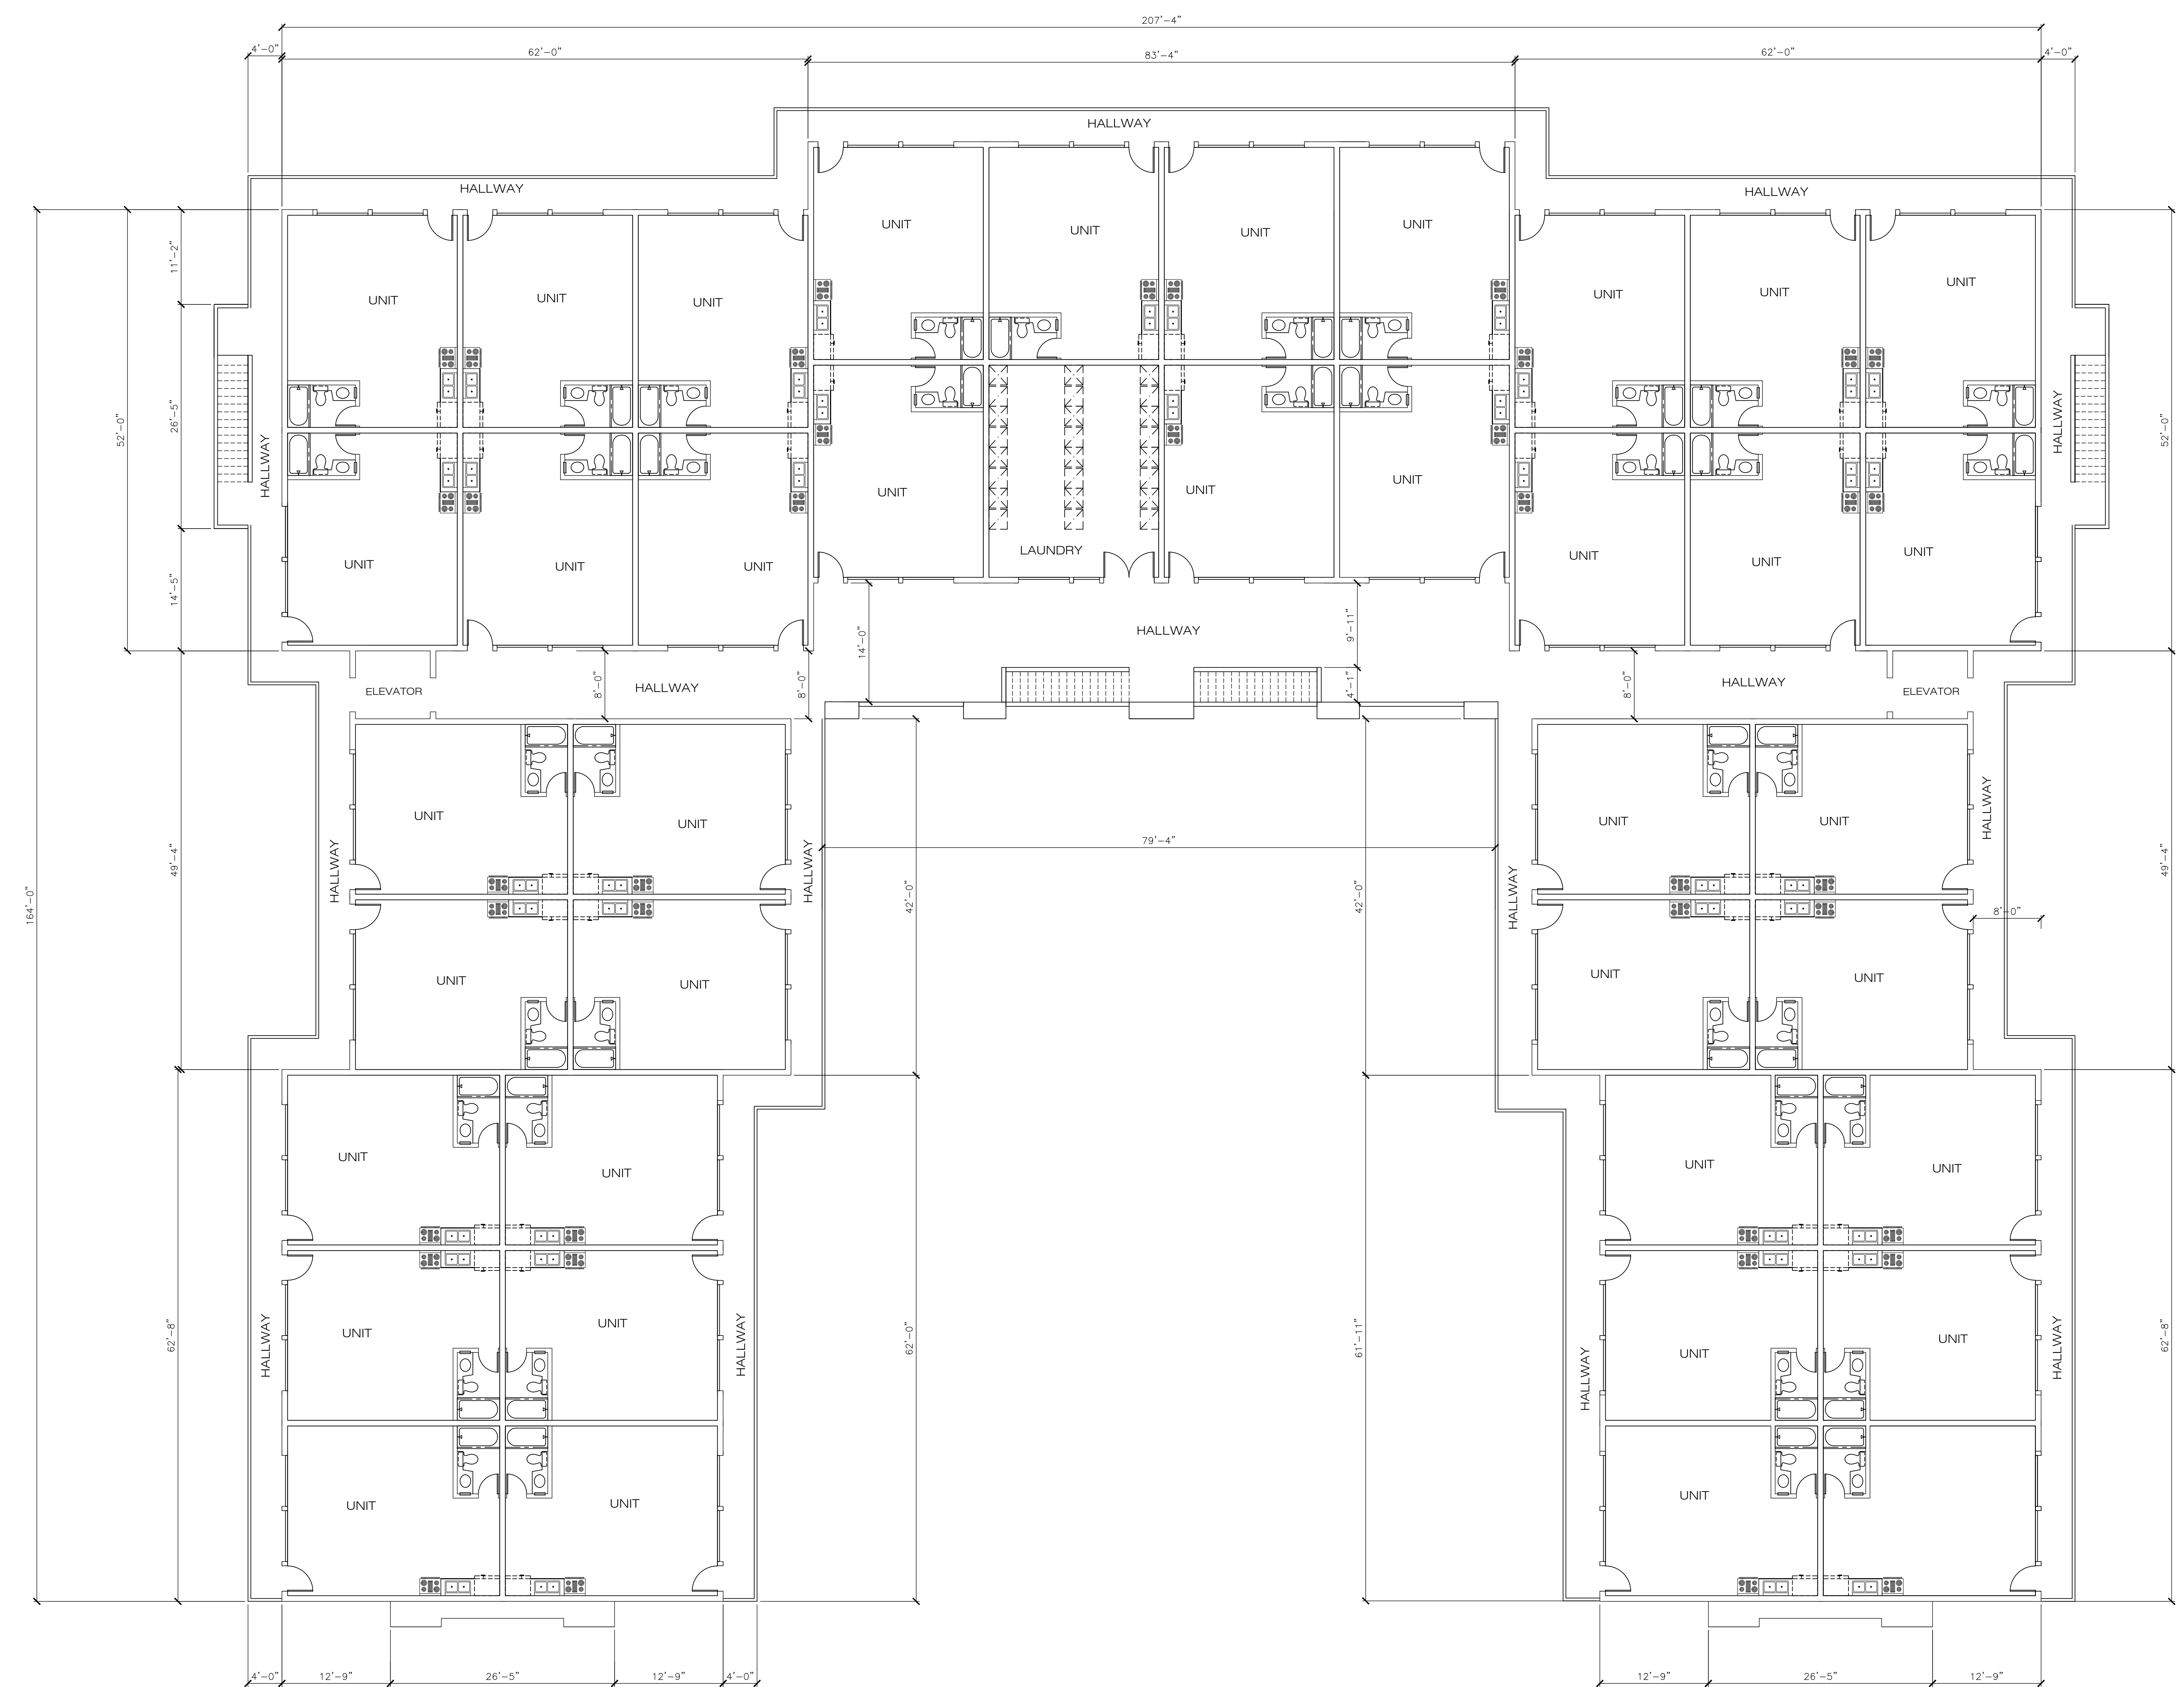 207'-4"
4'-0"
62'-0"
83'-4"
62'-0"
4'-0"
HALLWAY
HALLWAY
HALLWAY
UNIT
UNIT
UNIT
UNIT
11'-2"
UNIT
UNIT
UNIT
UNIT
UNIT
UNIT
52'-0"
26'-5"
HALLWAY
HALLWAY
52'-0"
UNIT
UNIT
UNIT
14'-5"
UNIT
UNIT
UNIT
LAUNDRY
UNIT
UNIT
UNIT
14'-0"
HALLWAY
9'-11"
ELEVATOR
8'-0"
HALLWAY
8'-0"
4'-1"
8'-0"
HALLWAY
ELEVATOR
UNIT
UNIT
UNIT
UNIT
HALLWAY
79'-4"
49'-4"
HALLWAY
HALLWAY
HALLWAY
49'-4"
164'-0"
42'-0"
42'-0"
8'-0"
UNIT
UNIT
UNIT
UNIT
UNIT
UNIT
UNIT
UNIT
62'-8"
HALLWAY
UNIT
UNIT
HALLWAY
62'-0"
61'-11"
HALLWAY
UNIT
UNIT
HALLWAY
62'-8"
UNIT
UNIT
UNIT
4'-0"
12'-9"
26'-5"
12'-9"
4'-0"
12'-9"
26'-5"
12'-9"